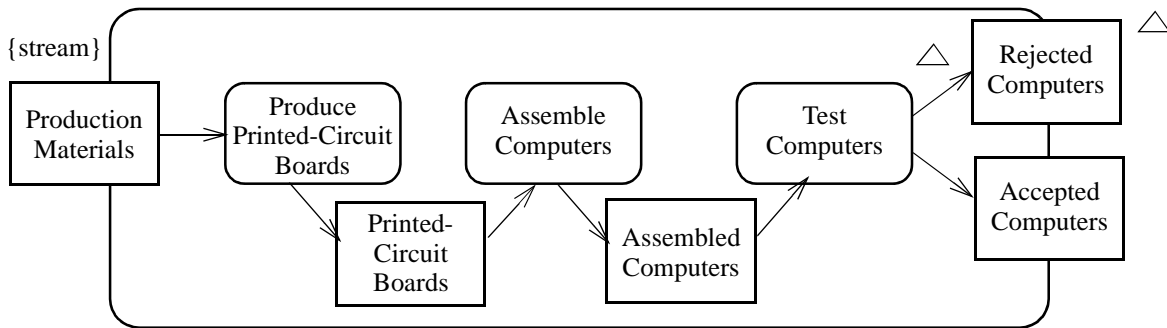 {stream}
Production
Materials
Produce
Printed-Circuit
Boards
Printed-
Circuit
Boards
Assemble
Computers
Assembled
Computers
Test
Computers
Rejected
Computers
Accepted
Computers